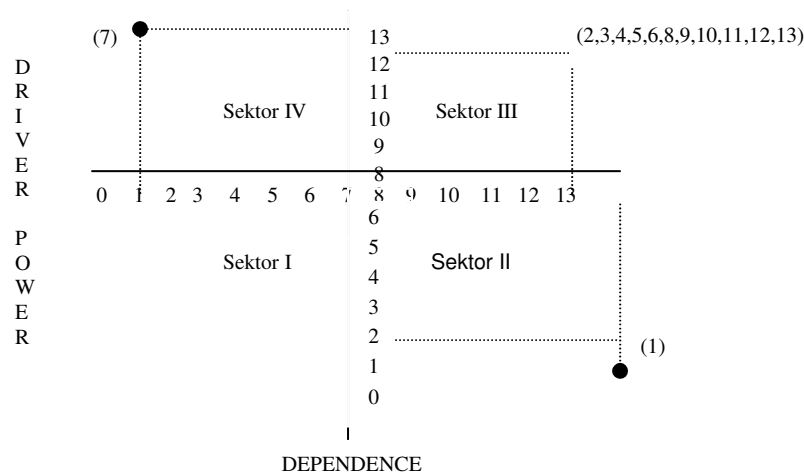 (7)
(2,3,4,5,6,8,9,10,11,12,13)
DRIVER POWER
13
12
11
10
9
8
Sektor IV
Sektor III
0 1 2 3 4 5 6 7 8 9 10 11 12 13
6
5
4
3
2
1
0
Sektor I
Sektor II
(1)
DEPENDENCE